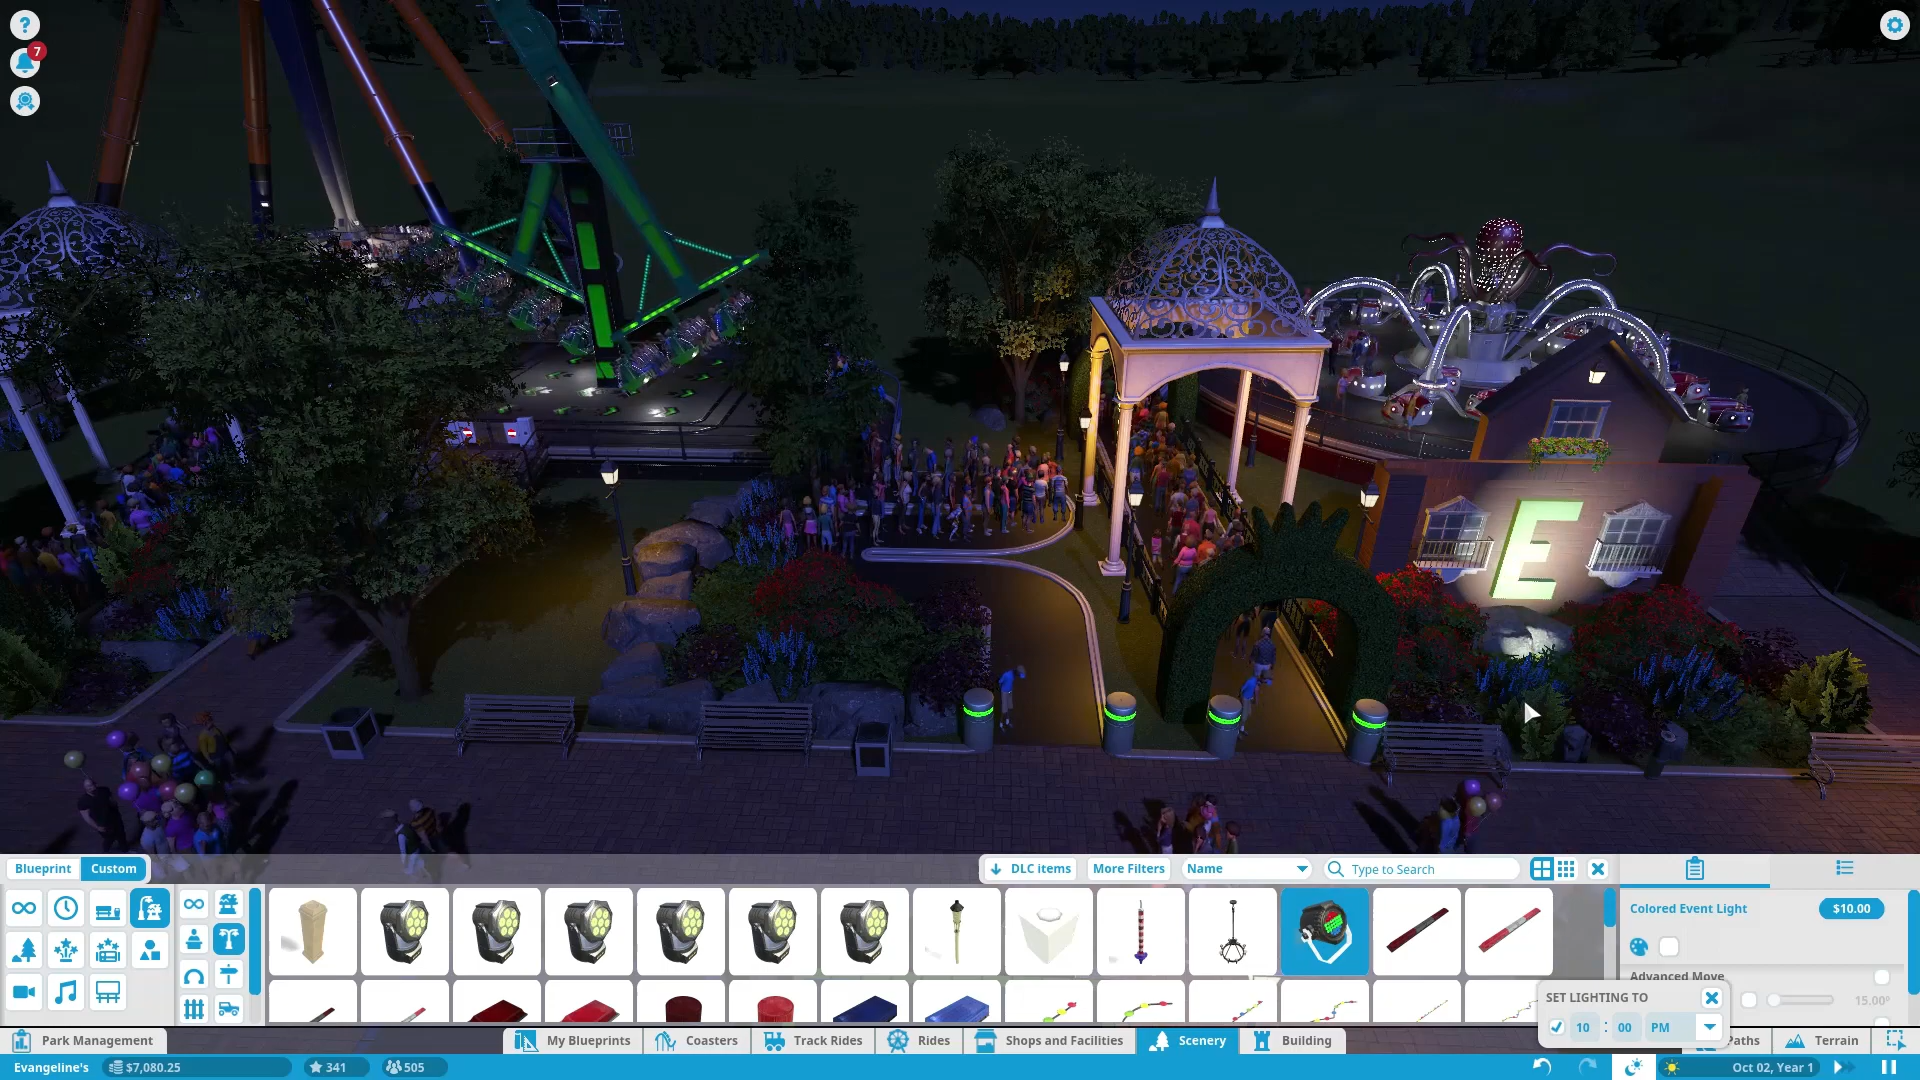 ?
7
E
Blueprint
Custom
DLC items
More Filters
Name
Type to Search
Colored Event Light
$10.00
Advanced Move
15.00°
SET LIGHTING TO
10 : 00 PM
Park Management
My Blueprints
Coasters
Track Rides
Rides
Shops and Facilities
Scenery
Building
Paths
Terrain
Evangeline's
$7,080.25
341
505
Oct 02, Year 1